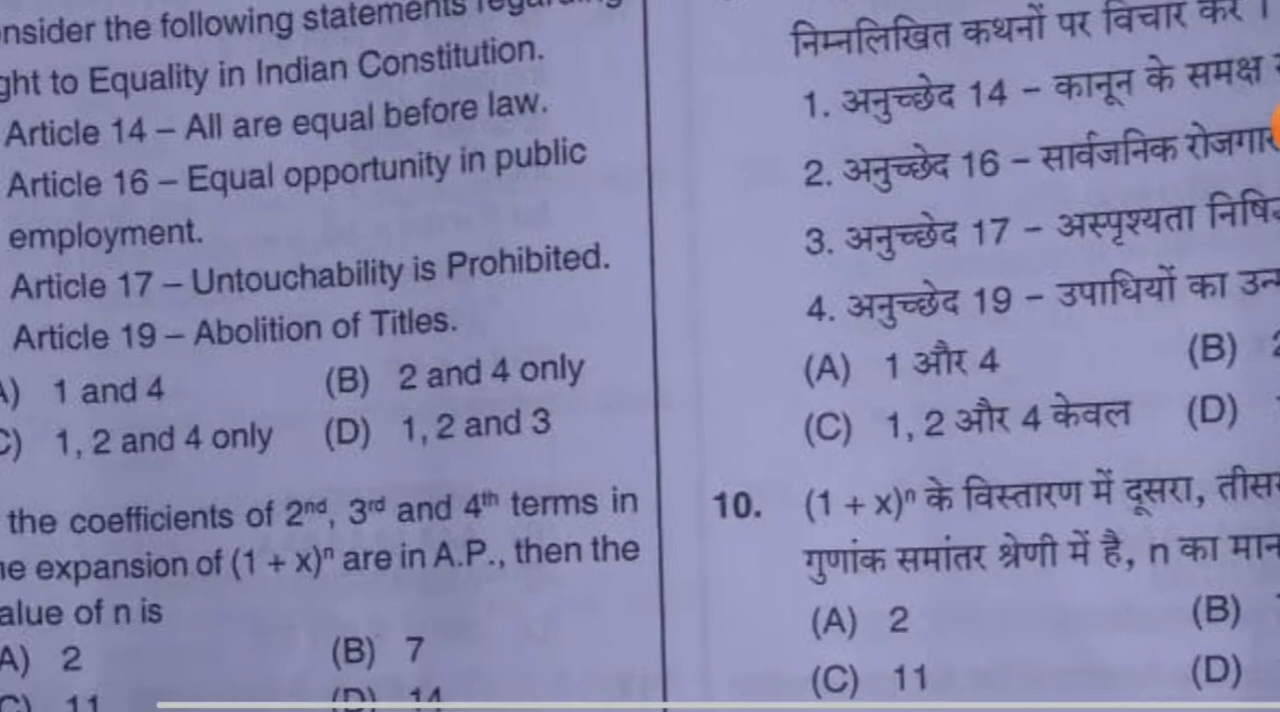 the following statements
to Equality in Indian Constitution.
Article 14 – All are equal before law.
Article 16 – Equal opportunity in public
employment.
Article 17 – Untouchability is Prohibited.
Article 19 – Abolition of Titles.
1 and 4 (B) 2 and 4 only
1, 2 and 4 only (D) 1, 2 and 3
the coefficients of 2nd, 3rd and 4th terms in
expansion of (1 + x)ⁿ are in A.P., then the
of n is
A) 2 (B) 7
11 (D) 14
निम्नलिखित कथनों पर विचार करें ।
1. अनुच्छेद 14 – कानून के समक्ष
2. अनुच्छेद 16 – सार्वजनिक
3. अनुच्छेद 17 – अस्पृश्यता
4. अनुच्छेद 19 – उपाधियों का
(A) 1 और 4 (B)
(C) 1, 2 और 4 केवल (D)
10. (1 + x)ⁿ के विस्तारण में दूसरा,
गुणांक समांतर श्रेणी में है, n का मान
(A) 2 (B)
(C) 11 (D)